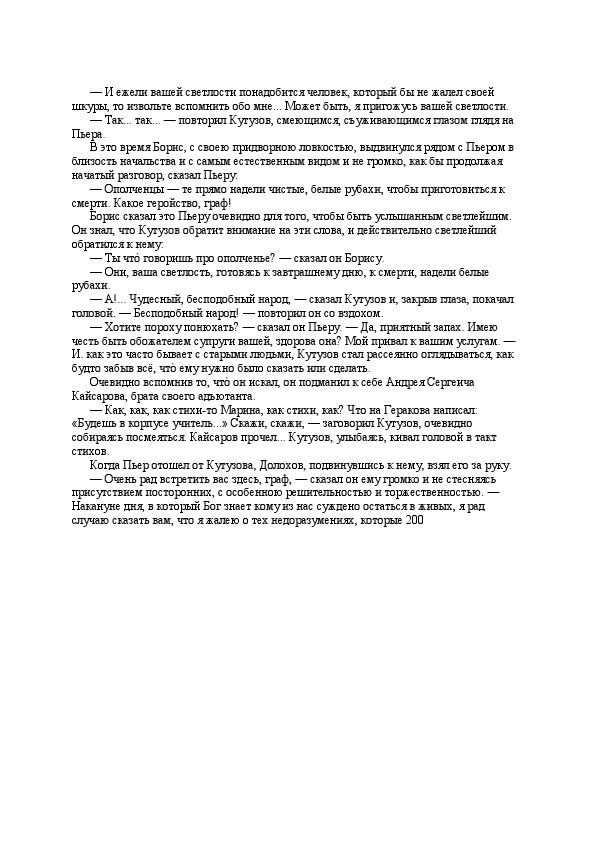 — И ежели вашей светлости понадобится человек, который бы не жалел своей
шкуры, то извольте вспомнить обо мне... Может быть, я пригожусь вашей светлости.
— Так... так... — повторил Кутузов, смеющимся, суживающимся глазом глядя на
Пьера.
В это время Борис, с своею придворною ловкостью, выдвинулся рядом с Пьером в
близость начальства и с самым естественным видом и не громко, как бы продолжая
начатый разговор, сказал Пьеру:
— Ополченцы — те прямо надели чистые, белые рубахи, чтобы приготовиться к
смерти. Какое геройство, граф!
Борис сказал это Пьеру очевидно для того, чтобы быть услышанным светлейшим.
Он знал, что Кутузов обратит внимание на эти слова, и действительно светлейший
обратился к нему:
— Ты что́ говоришь про ополченье? — сказал он Борису.
— Они, ваша светлость, готовясь к завтрашнему дню, к смерти, надели белые
рубахи.
— А!... Чудесный, бесподобный народ, — сказал Кутузов и, закрыв глаза, покачал
головой. — Бесподобный народ! — повторил он со вздохом.
— Хотите пороху понюхать? — сказал он Пьеру. — Да, приятный запах. Имею
честь быть обожателем супруги вашей, здорова она? Мой привал к вашим услугам. —
И. как это часто бывает с старыми людьми, Кутузов стал рассеянно оглядываться, как
будто забыв всё, что̀ ему нужно было сказать или сделать.
Очевидно вспомнив то, что̀ он искал, он подманил к себе Андрея Сергеича
Кайсарова, брата своего адъютанта.
— Как, как, как стихи-то Марина, как стихи, как? Что на Геракова написал:
«Будешь в корпусе учитель...» Скажи, скажи, — заговорил Кутузов, очевидно
собираясь посмеяться. Кайсаров прочел... Кутузов, улыбаясь, кивал головой в такт
стихов.
Когда Пьер отошел от Кутузова, Долохов, подвинувшись к нему, взял его за руку.
— Очень рад встретить вас здесь, граф, — сказал он ему громко и не стесняясь
присутствием посторонних, с особенною решительностью и торжественностью. —
Накануне дня, в который Бог знает кому из нас суждено остаться в живых, я рад
случаю сказать вам, что я жалею о тех недоразумениях, которые 200